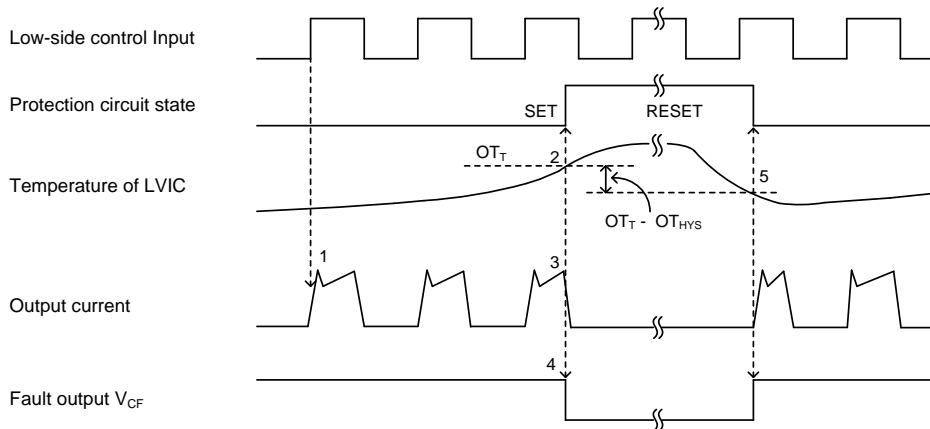 Low-side control Input
Protection circuit state
SET
RESET
OT_T
2
5
Temperature of LVIC
OT_T - OT_HYS
1
3
Output current
4
Fault output V_CF